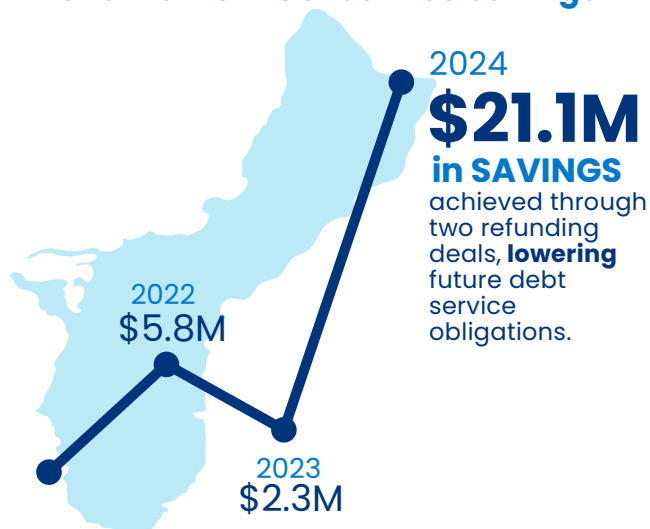 2024
$21.1M
in SAVINGS
achieved through
two refunding
deals, lowering
future debt
service
obligations.
2022
$5.8M
2023
$2.3M